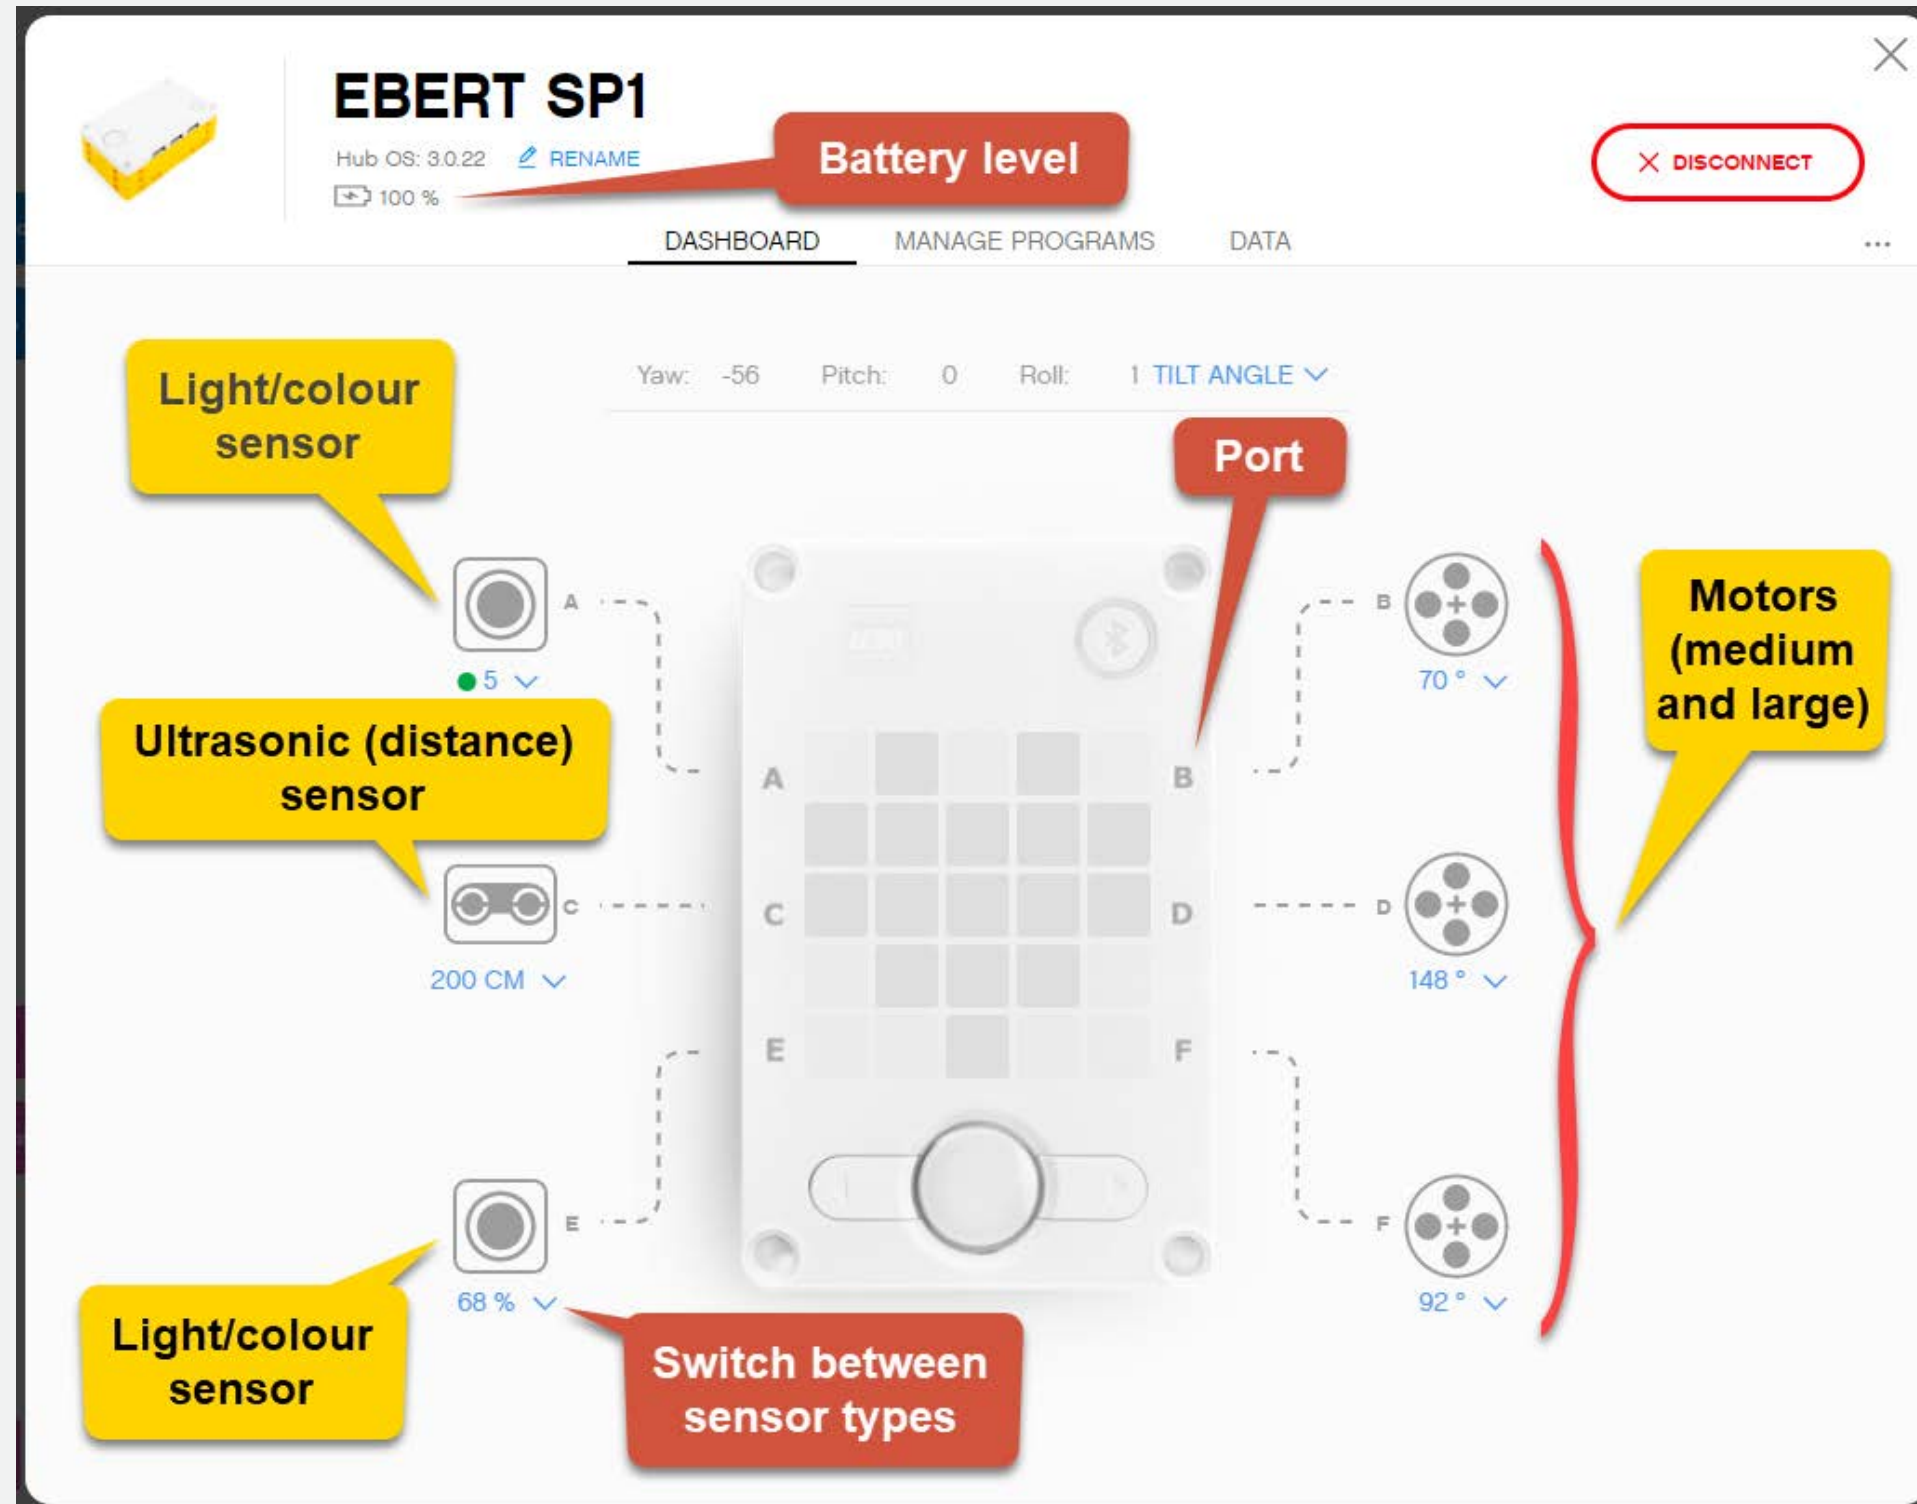 EBERT SP1
Hub OS: 3.0.22 RENAME
100 %
Battery level
DISCONNECT
DASHBOARD MANAGE PROGRAMS DATA
...
Yaw: -56 Pitch: 0 Roll: 1 TILT ANGLE
Light/colour
sensor
Port
A
5
B
70 °
Motors
(medium
and large)
Ultrasonic (distance)
sensor
A B
C
200 CM
C D
D
148 °
E F
E
68 %
F
92 °
Light/colour
sensor
Switch between
sensor types